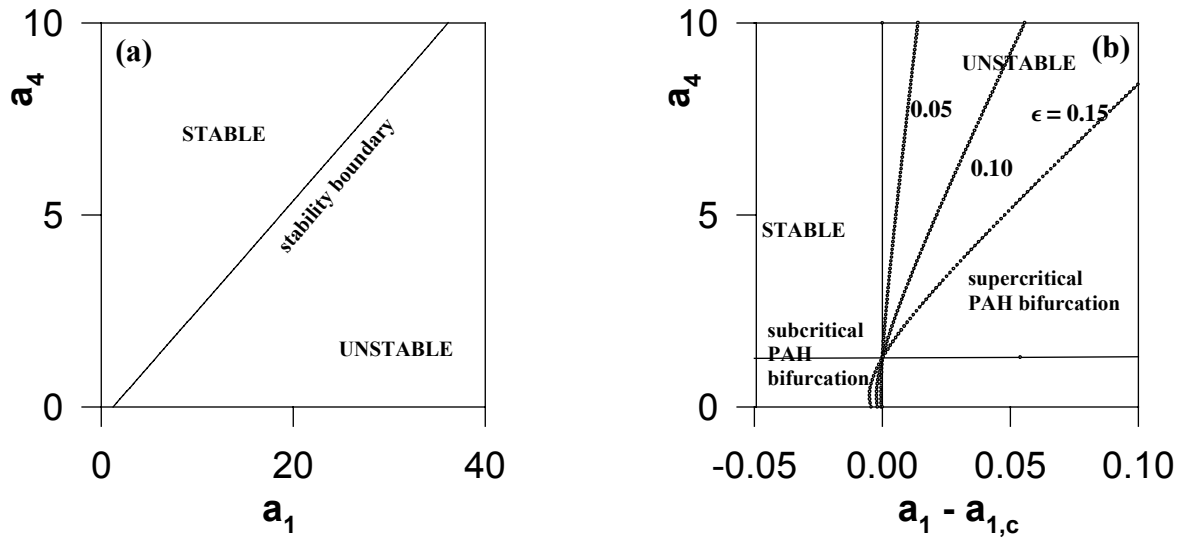 (a)
10
5
0
a4
STABLE
stability boundary
UNSTABLE
0
20
40
a1
(b)
10
5
0
a4
UNSTABLE
0.05
ϵ = 0.15
0.10
STABLE
supercritical
PAH bifurcation
subcritical
PAH
bifurcation
-0.05
0.00
0.05
0.10
a1 - a1,c